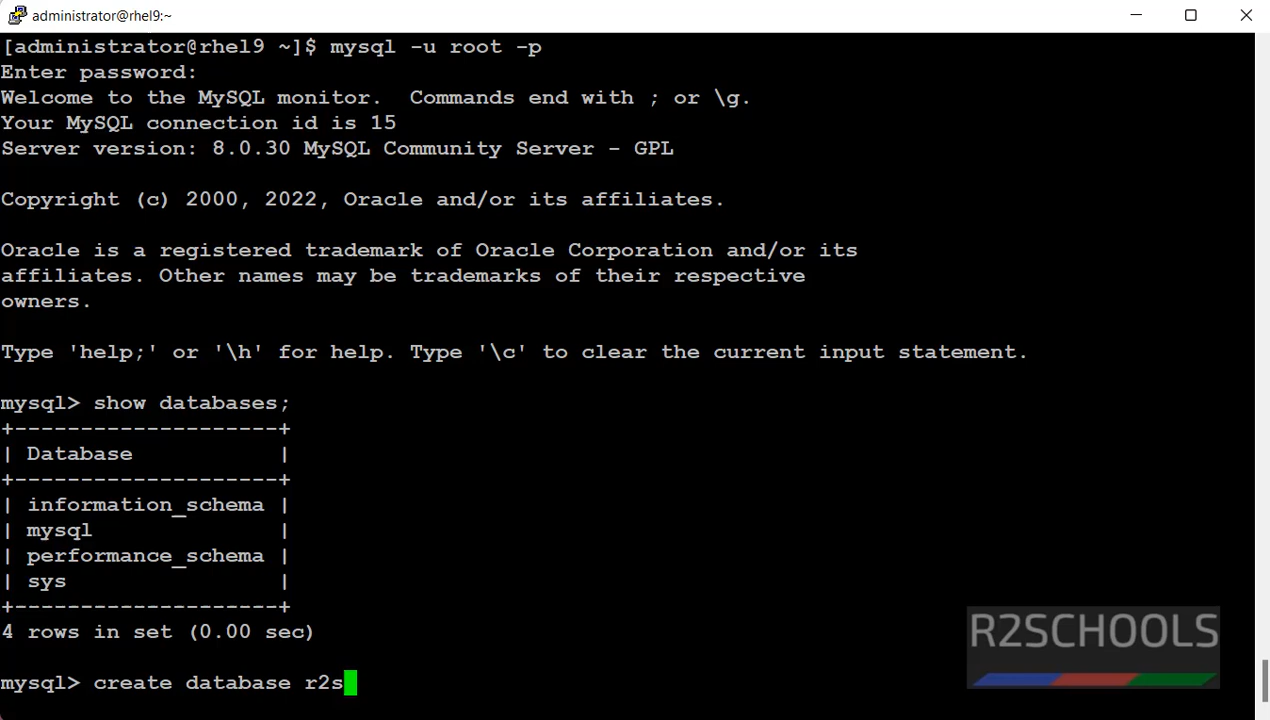 administrator@rhel9:~
[administrator@rhel9 ~]$ mysql -u root -p
Enter password:
Welcome to the MySQL monitor.  Commands end with ; or \g.
Your MySQL connection id is 15
Server version: 8.0.30 MySQL Community Server - GPL
Copyright (c) 2000, 2022, Oracle and/or its affiliates.
Oracle is a registered trademark of Oracle Corporation and/or its
affiliates. Other names may be trademarks of their respective
owners.
Type 'help;' or '\h' for help. Type '\c' to clear the current input statement.
mysql> show databases;
+--------------------+
| Database           |
+--------------------+
| information_schema |
| mysql              |
| performance_schema |
| sys                |
+--------------------+
4 rows in set (0.00 sec)
mysql> create database r2s
R2SCHOOLS